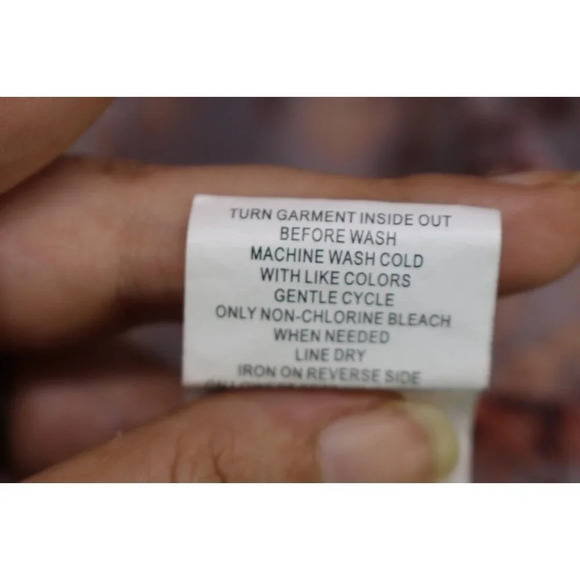 TURN GARMENT INSIDE OUT
BEFORE WASH
MACHINE WASH COLD
WITH LIKE COLORS
GENTLE CYCLE
ONLY NON-CHLORINE BLEACH
WHEN NEEDED
LINE DRY
IRON ON REVERSE SIDE